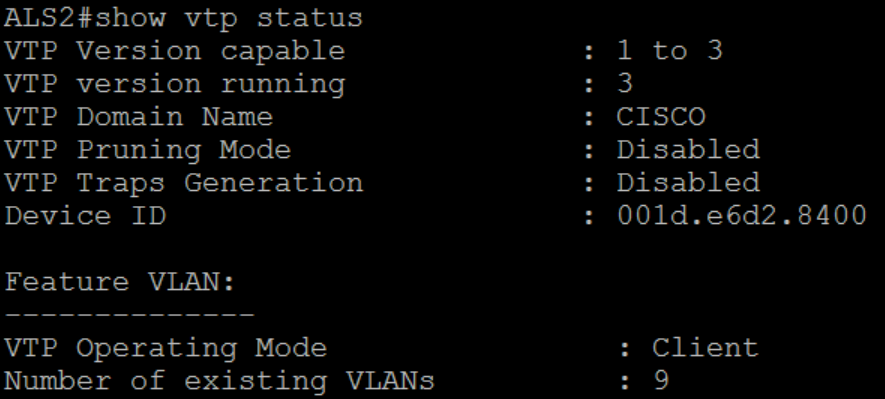 ALS2#show vtp status
VTP Version capable : 1 to 3
VTP version running : 3
VTP Domain Name : CISCO
VTP Pruning Mode : Disabled
VTP Traps Generation : Disabled
Device ID : 001d.e6d2.8400
Feature VLAN:
--------------
VTP Operating Mode : Client
Number of existing VLANs : 9